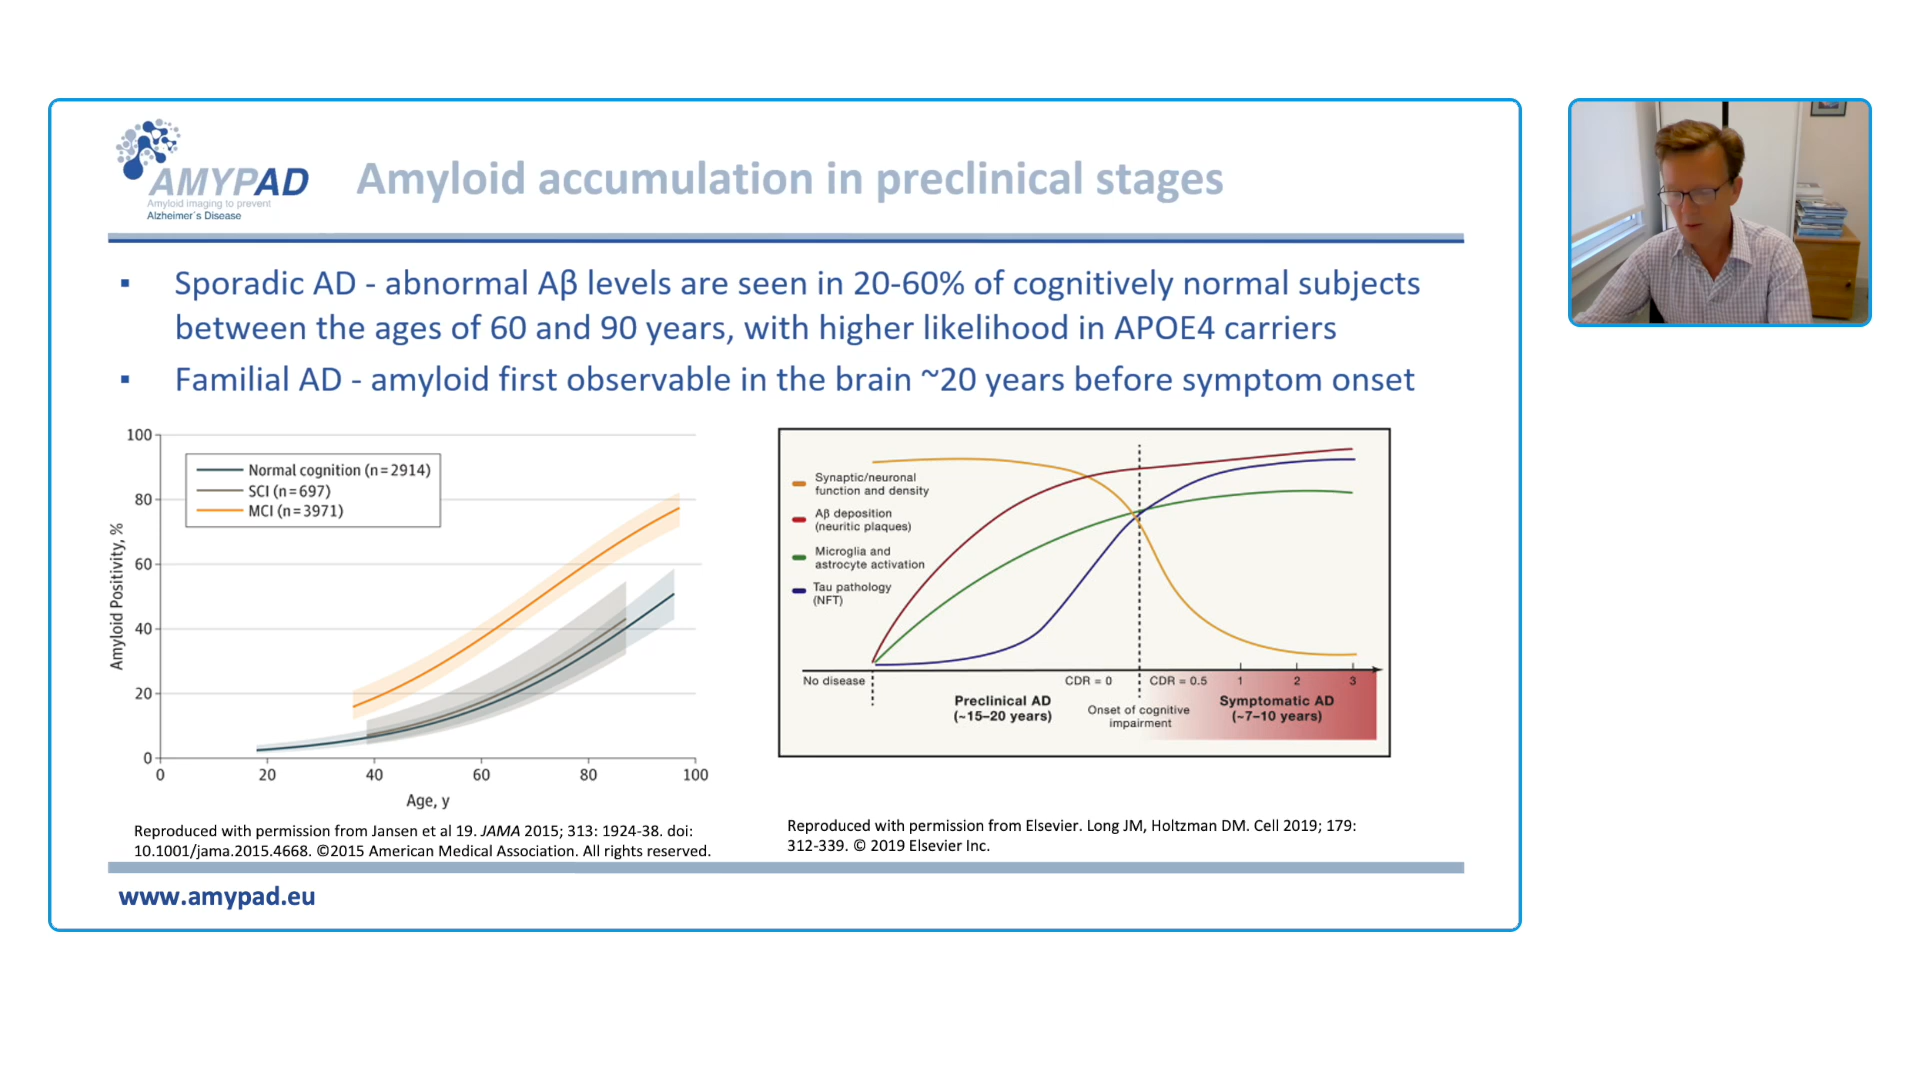 AMYPAD
Amyloid imaging to prevent
Alzheimer´s Disease
Amyloid accumulation in preclinical stages
▪ Sporadic AD - abnormal Aβ levels are seen in 20-60% of cognitively normal subjects
between the ages of 60 and 90 years, with higher likelihood in APOE4 carriers
▪ Familial AD - amyloid first observable in the brain ~20 years before symptom onset
Amyloid Positivity, %
100
80
60
40
20
0
Normal cognition (n=2914)
SCI (n=697)
MCI (n=3971)
0 20 40 60 80 100
Age, y
Reproduced with permission from Jansen et al 19. JAMA 2015; 313: 1924-38. doi:
10.1001/jama.2015.4668. ©2015 American Medical Association. All rights reserved.
Synaptic/neuronal
function and density
Aβ deposition
(neuritic plaques)
Microglia and
astrocyte activation
Tau pathology
(NFT)
No disease CDR = 0 CDR = 0.5 1 2 3
Preclinical AD
(~15–20 years)
Onset of cognitive
impairment
Symptomatic AD
(~7–10 years)
Reproduced with permission from Elsevier. Long JM, Holtzman DM. Cell 2019; 179:
312-339. © 2019 Elsevier Inc.
www.amypad.eu